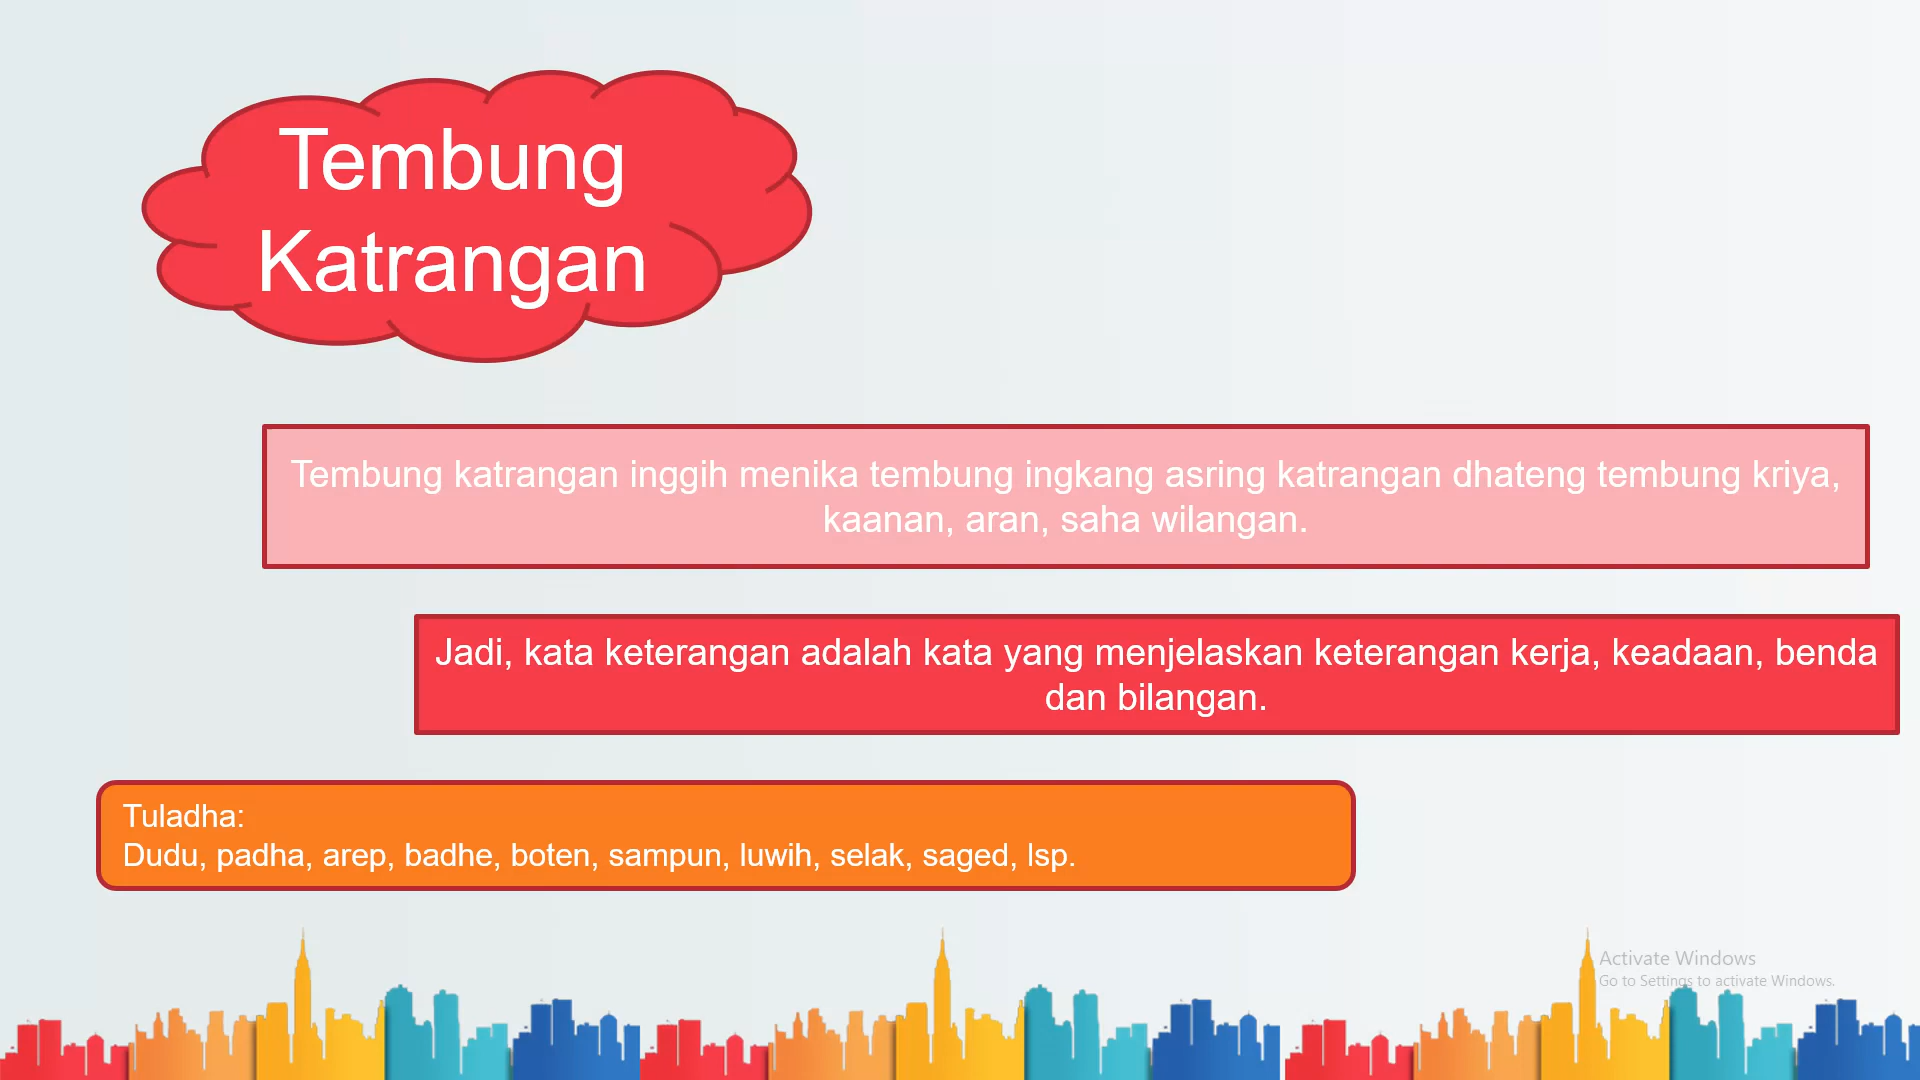 Tembung
Katrangan
Tembung katrangan inggih menika tembung ingkang asring katrangan dhateng tembung kriya,
kaanan, aran, saha wilangan.
Jadi, kata keterangan adalah kata yang menjelaskan keterangan kerja, keadaan, benda
dan bilangan.
Tuladha:
Dudu, padha, arep, badhe, boten, sampun, luwih, selak, saged, lsp.
Activate Windows
Go to Settings to activate Windows.